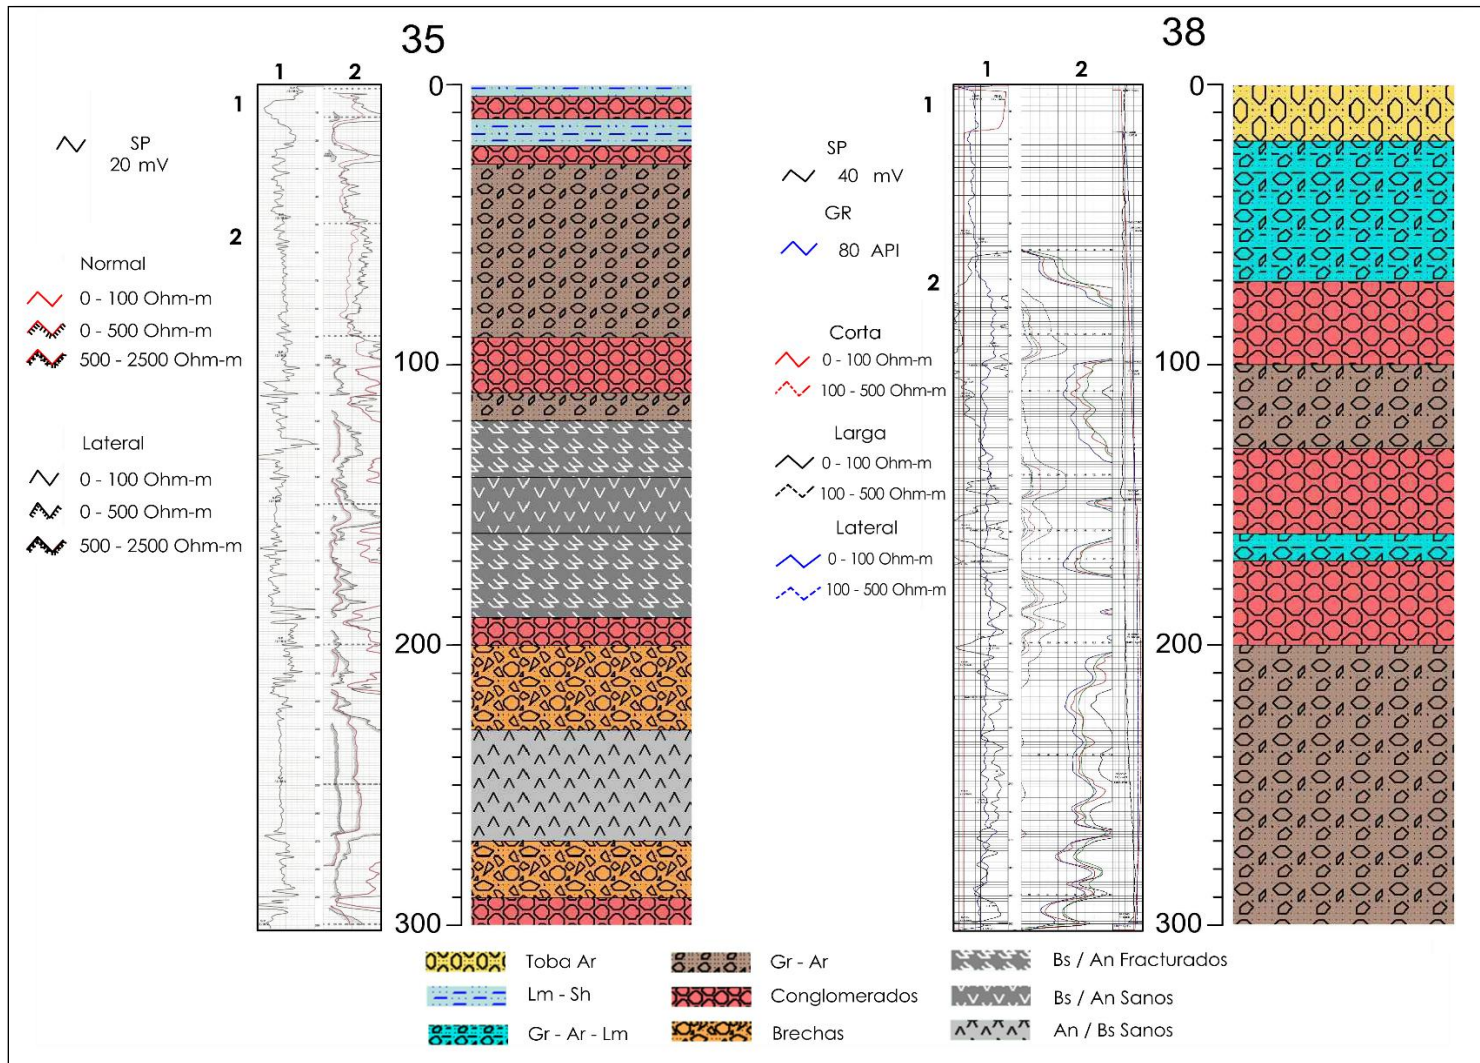 35
38
1 2
1
SP
20 mV
2
Normal
0 - 100 Ohm-m
0 - 500 Ohm-m
500 - 2500 Ohm-m
Lateral
0 - 100 Ohm-m
0 - 500 Ohm-m
500 - 2500 Ohm-m
0
100
200
300
1 2
1
SP
40 mV
GR
80 API
2
Corta
0 - 100 Ohm-m
100 - 500 Ohm-m
Larga
0 - 100 Ohm-m
100 - 500 Ohm-m
Lateral
0 - 100 Ohm-m
100 - 500 Ohm-m
0
100
200
300
Toba Ar
Gr - Ar
Bs / An Fracturados
Lm - Sh
Conglomerados
Bs / An Sanos
Gr - Ar - Lm
Brechas
An / Bs Sanos